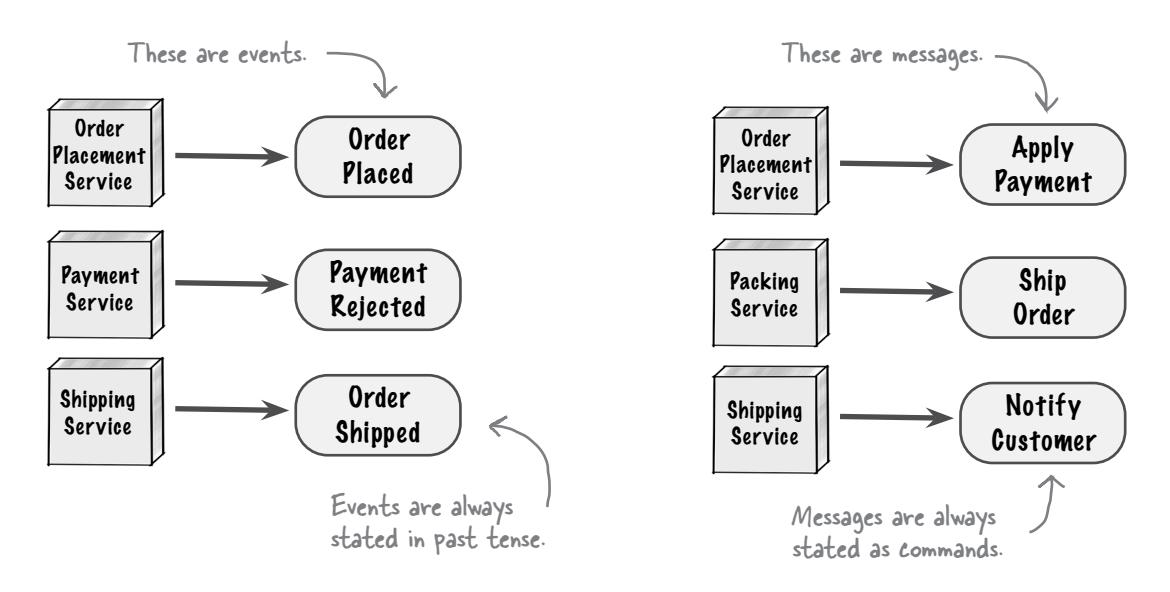 These are events.
Order
Placement
Service
Order
Placed
Payment
Service
Payment
Rejected
Shipping
Service
Order
Shipped
Events are always
stated in past tense.
These are messages.
Order
Placement
Service
Apply
Payment
Packing
Service
Ship
Order
Shipping
Service
Notify
Customer
Messages are always
stated as commands.